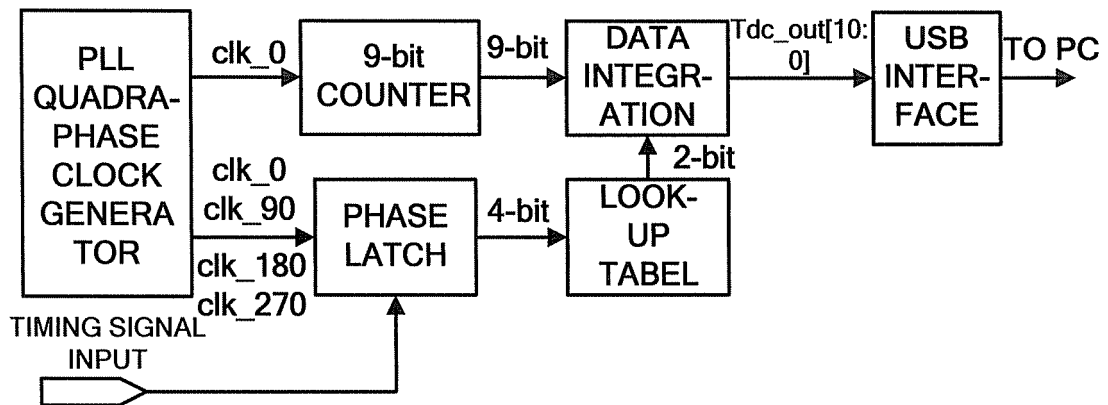 PLL
QUADRA-
PHASE
CLOCK
GENERA
TOR
clk_0
9-bit
COUNTER
9-bit
DATA
INTEGR-
ATION
Tdc_out[10:
0]
USB
INTER-
FACE
TO PC
clk_0
clk_90
clk_180
clk_270
PHASE
LATCH
4-bit
LOOK-
UP
TABEL
2-bit
TIMING SIGNAL
INPUT